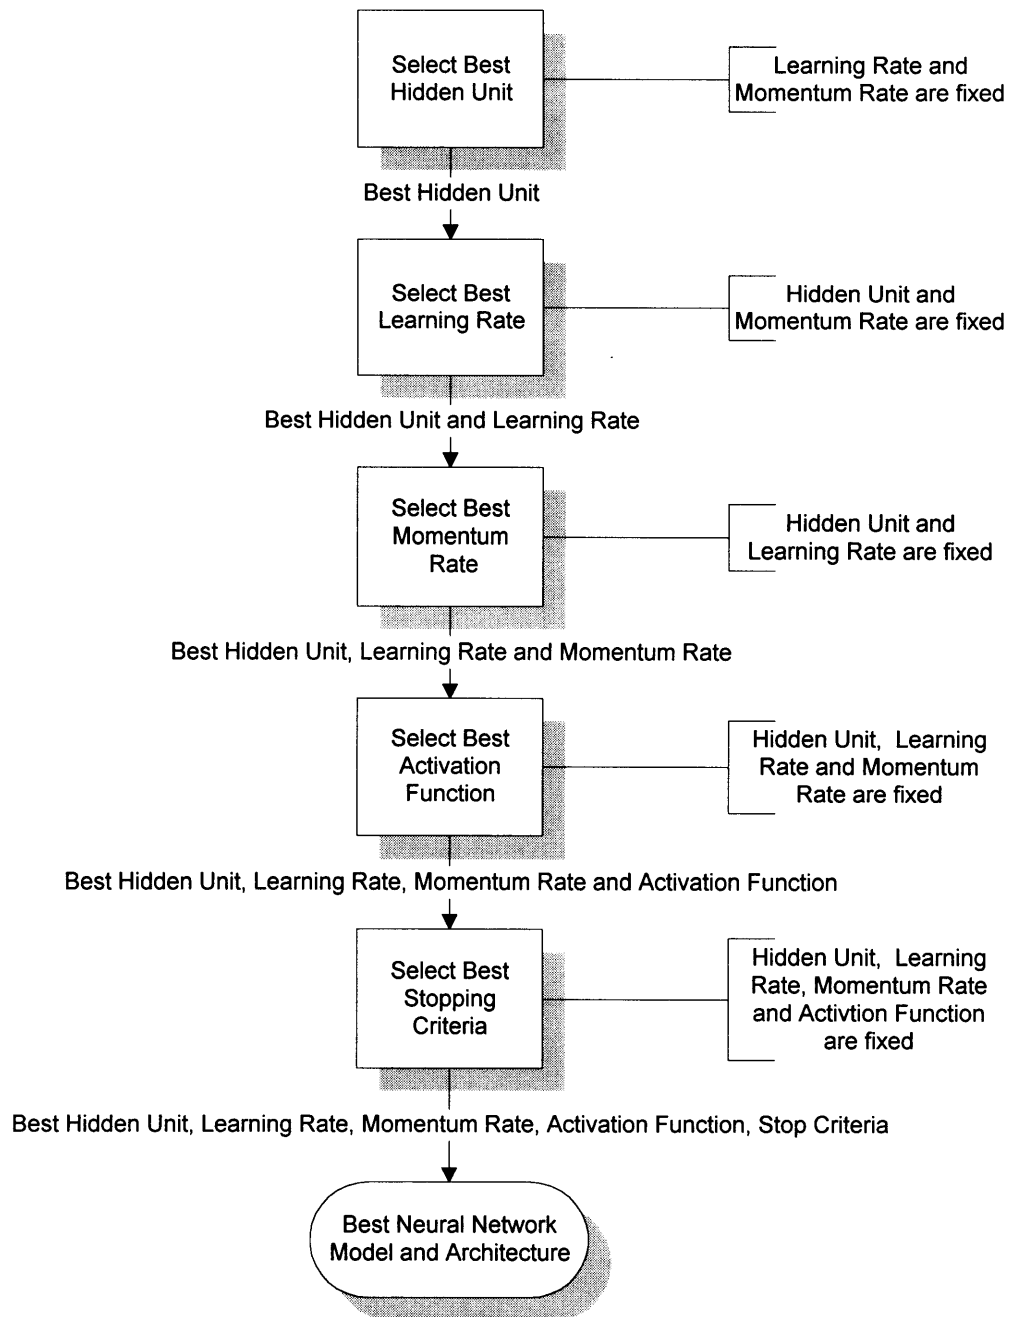 Select Best
Hidden Unit
Learning Rate and
Momentum Rate are fixed
Best Hidden Unit
Select Best
Learning Rate
Hidden Unit and
Momentum Rate are fixed
Best Hidden Unit and Learning Rate
Select Best
Momentum
Rate
Hidden Unit and
Learning Rate are fixed
Best Hidden Unit, Learning Rate and Momentum Rate
Select Best
Activation
Function
Hidden Unit, Learning
Rate and Momentum
Rate are fixed
Best Hidden Unit, Learning Rate, Momentum Rate and Activation Function
Select Best
Stopping
Criteria
Hidden Unit, Learning
Rate, Momentum Rate
and Activtion Function
are fixed
Best Hidden Unit, Learning Rate, Momentum Rate, Activation Function, Stop Criteria
Best Neural Network
Model and Architecture